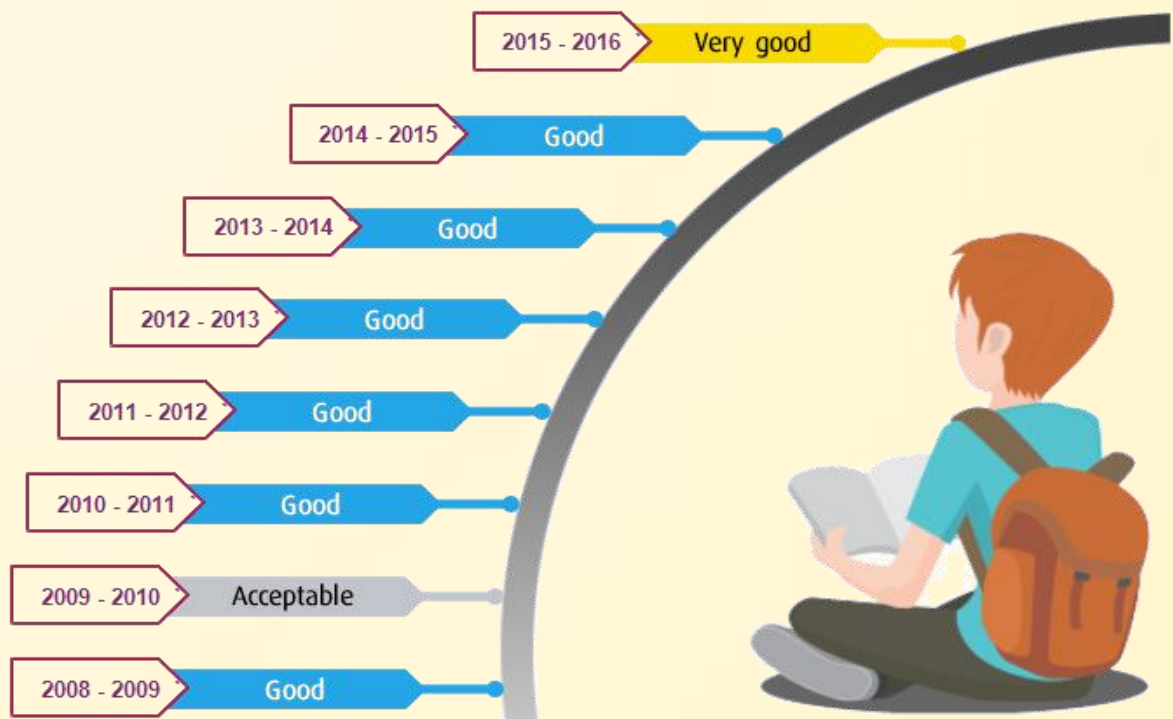 2015 - 2016 Very good
2014 - 2015 Good
2013 - 2014 Good
2012 - 2013 Good
2011 - 2012 Good
2010 - 2011 Good
2009 - 2010 Acceptable
2008 - 2009 Good